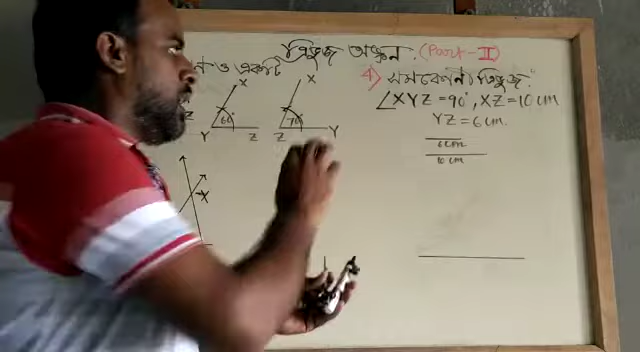 ত্রিভুজ অঙ্কন. (Part-II)
ও একটি
4) সমকোণী ত্রিভুজ:
∠XYZ = 90°, XZ = 10 cm
YZ = 6 cm.
X
60°
Y
Z
X
70°
Z
Y
X
6 cm
10 cm